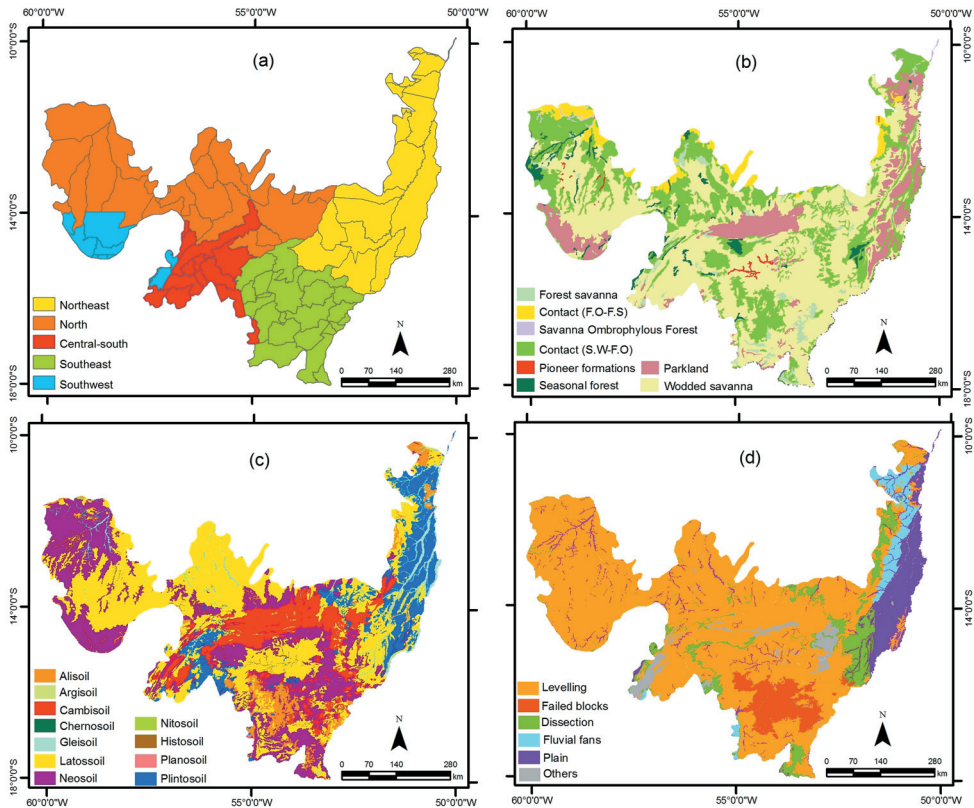 60°0'0"W 55°0'0"W 50°0'0"W
10°0'0"S
14°0'0"S
18°0'0"S
(a)
Northeast
North
Central-south
Southeast
Southwest
N
0 70 140 280
km
60°0'0"W 55°0'0"W 50°0'0"W
10°0'0"S
14°0'0"S
18°0'0"S
(b)
Forest savanna
Contact (F.O-F.S)
Savanna Ombrophylous Forest
Contact (S.W-F.O)
Pioneer formations Parkland
Seasonal forest Wodded savanna
N
0 70 140 280
km
10°0'0"S
14°0'0"S
18°0'0"S
(c)
Alisoil
Argisoil
Cambisoil
Chernosoil Nitosoil
Gleisoil Histosoil
Latossoil Planosoil
Neosoil Plintosoil
N
0 70 140 280
km
60°0'0"W 55°0'0"W 50°0'0"W
10°0'0"S
14°0'0"S
18°0'0"S
(d)
Levelling
Failed blocks
Dissection
Fluvial fans
Plain
Others
N
0 70 140 280
km
60°0'0"W 55°0'0"W 50°0'0"W